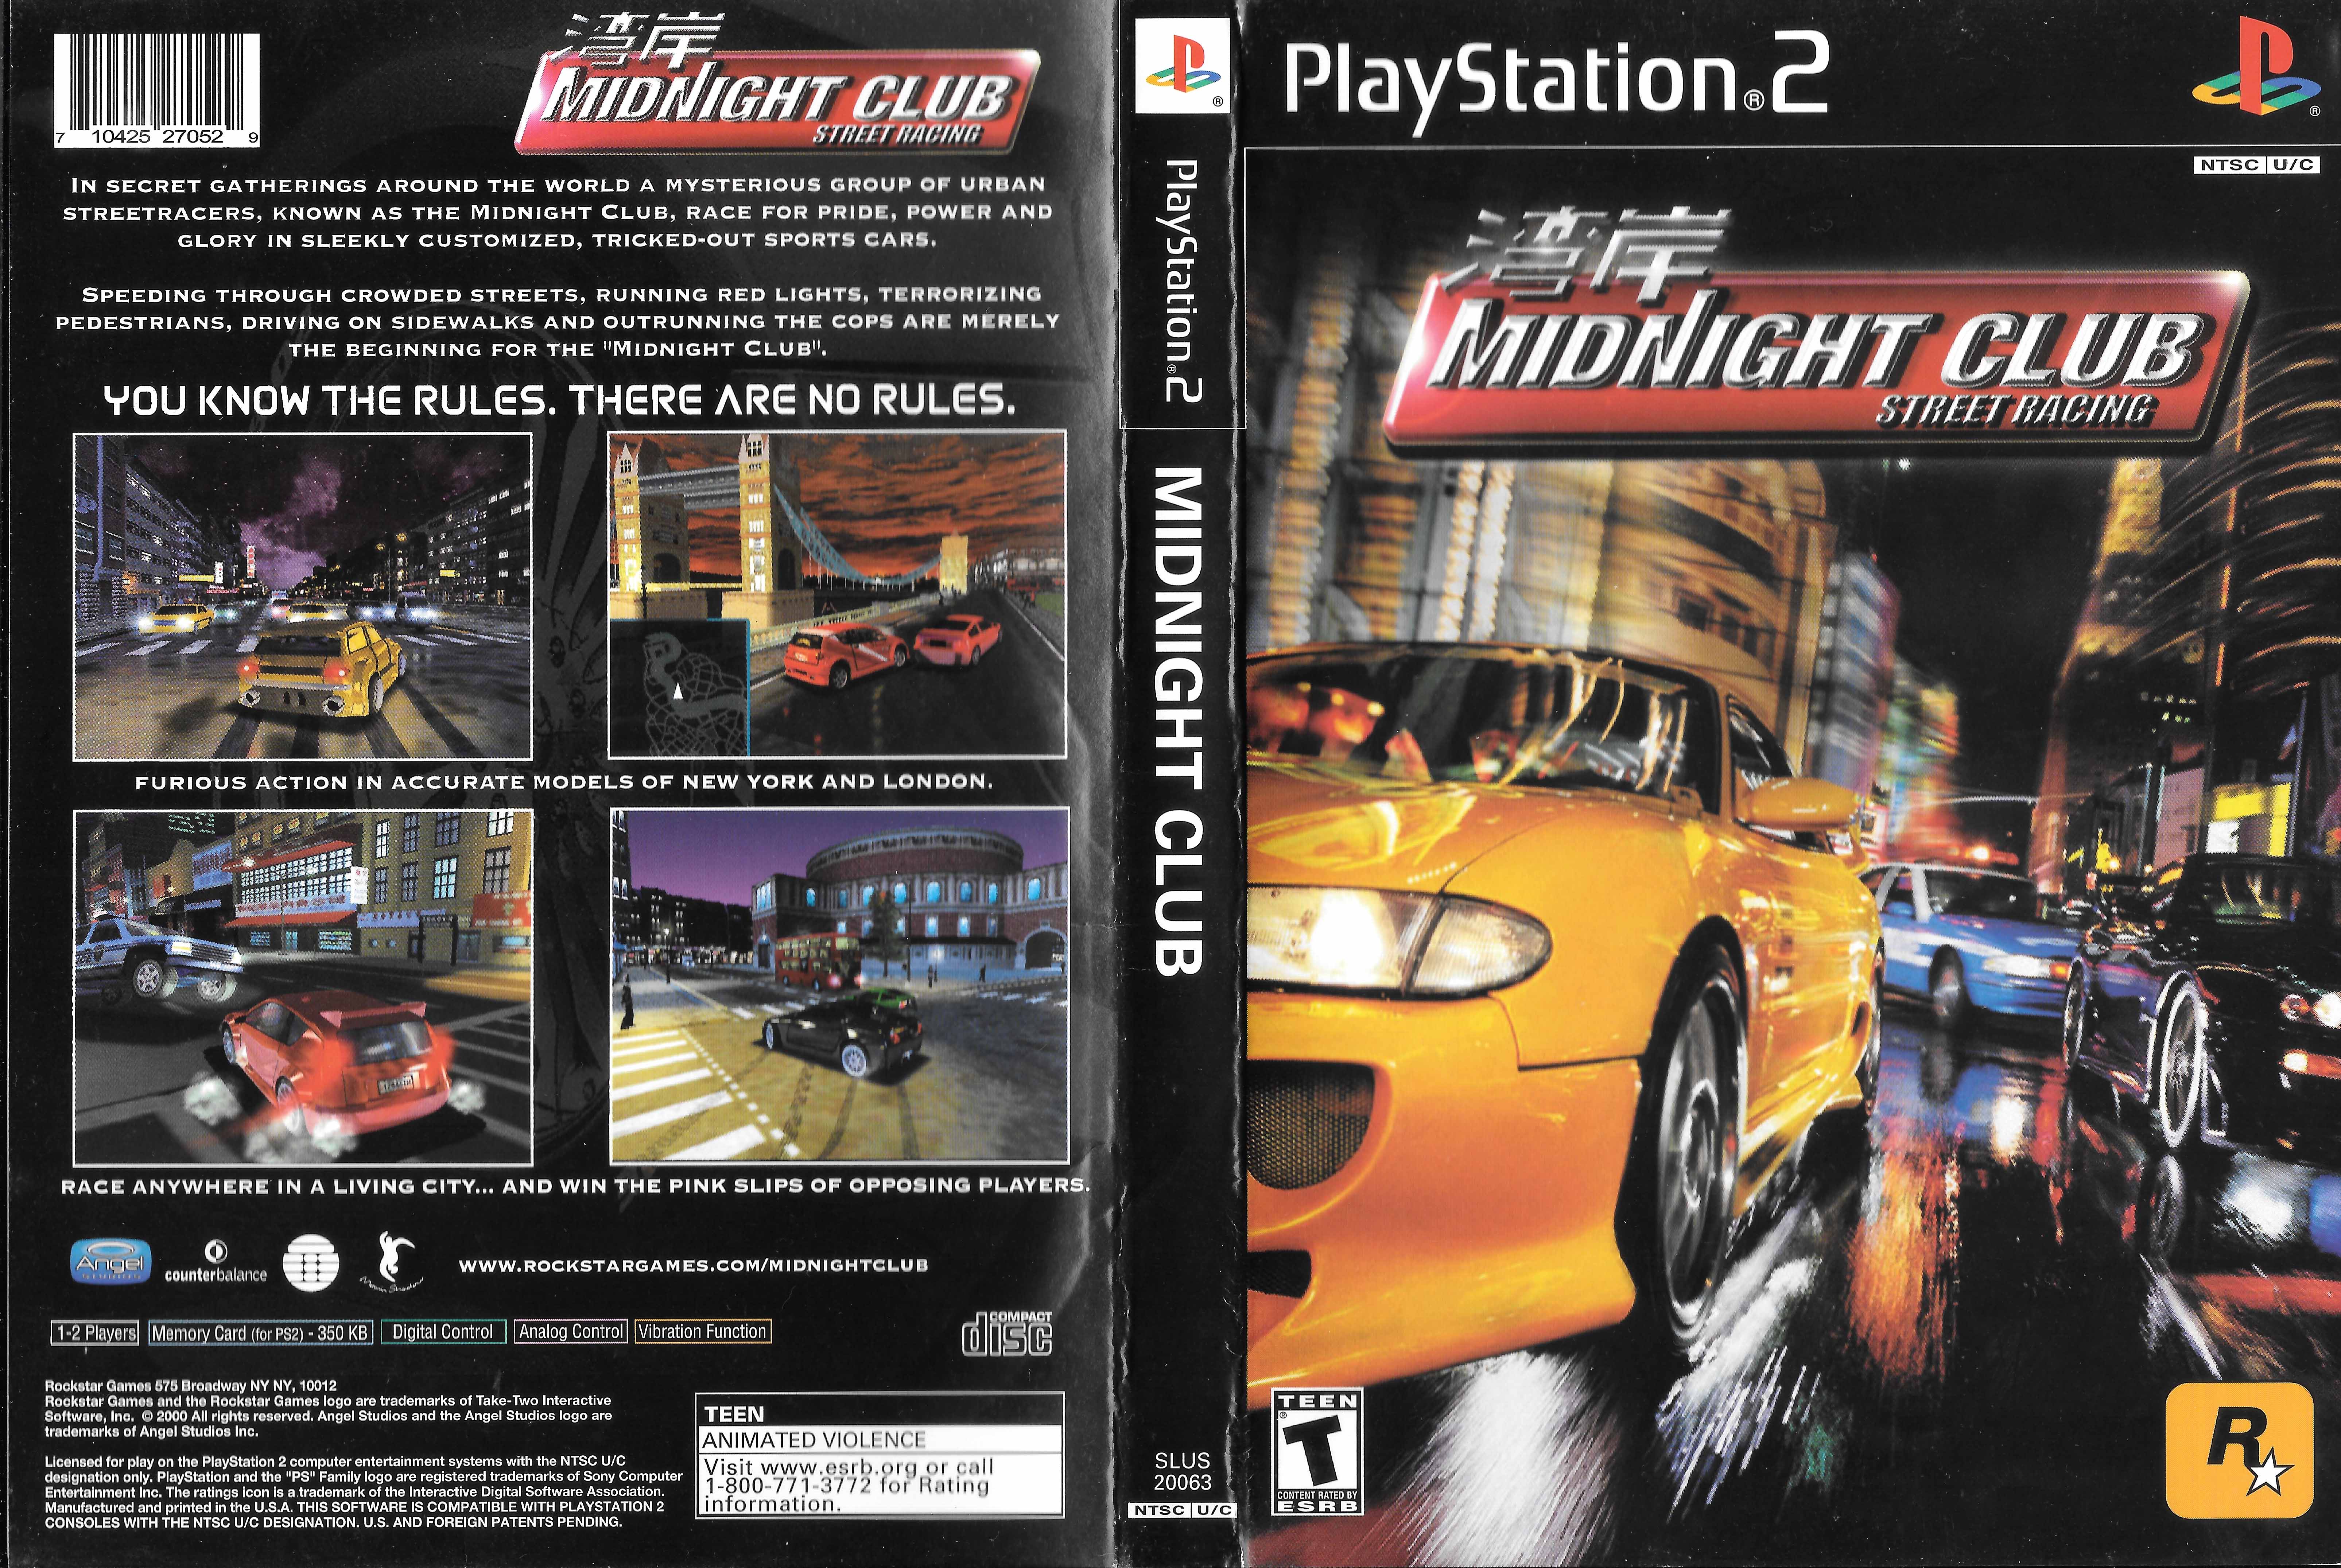 7 10425 27052 9
湾岸
MIDNIGHT CLUB
STREET RACING
IN SECRET GATHERINGS AROUND THE WORLD A MYSTERIOUS GROUP OF URBAN
STREETRACERS, KNOWN AS THE MIDNIGHT CLUB, RACE FOR PRIDE, POWER AND
GLORY IN SLEEKLY CUSTOMIZED, TRICKED-OUT SPORTS CARS.
SPEEDING THROUGH CROWDED STREETS, RUNNING RED LIGHTS, TERRORIZING
PEDESTRIANS, DRIVING ON SIDEWALKS AND OUTRUNNING THE COPS ARE MERELY
THE BEGINNING FOR THE "MIDNIGHT CLUB".
YOU KNOW THE RULES. THERE ARE NO RULES.
FURIOUS ACTION IN ACCURATE MODELS OF NEW YORK AND LONDON.
RACE ANYWHERE IN A LIVING CITY... AND WIN THE PINK SLIPS OF OPPOSING PLAYERS.
Angel
STUDIOS
counterbalance
WWW.ROCKSTARGAMES.COM/MIDNIGHTCLUB
1-2 Players
Memory Card (for PS2) - 350 KB
Digital Control
Analog Control
Vibration Function
COMPACT
disc
Rockstar Games 575 Broadway NY NY, 10012
Rockstar Games and the Rockstar Games logo are trademarks of Take-Two Interactive
Software, Inc. © 2000 All rights reserved. Angel Studios and the Angel Studios logo are
trademarks of Angel Studios Inc.
Licensed for play on the PlayStation 2 computer entertainment systems with the NTSC U/C
designation only. PlayStation and the "PS" Family logo are registered trademarks of Sony Computer
Entertainment Inc. The ratings icon is a trademark of the Interactive Digital Software Association.
Manufactured and printed in the U.S.A. THIS SOFTWARE IS COMPATIBLE WITH PLAYSTATION 2
CONSOLES WITH THE NTSC U/C DESIGNATION. U.S. AND FOREIGN PATENTS PENDING.
TEEN
ANIMATED VIOLENCE
Visit www.esrb.org or call
1-800-771-3772 for Rating
information.
®
PlayStation®2
MIDNIGHT CLUB
SLUS
20063
NTSC U/C
PlayStation®2
®
NTSC U/C
湾岸
MIDNIGHT CLUB
STREET RACING
TEEN
®
T
CONTENT RATED BY
ESRB
R